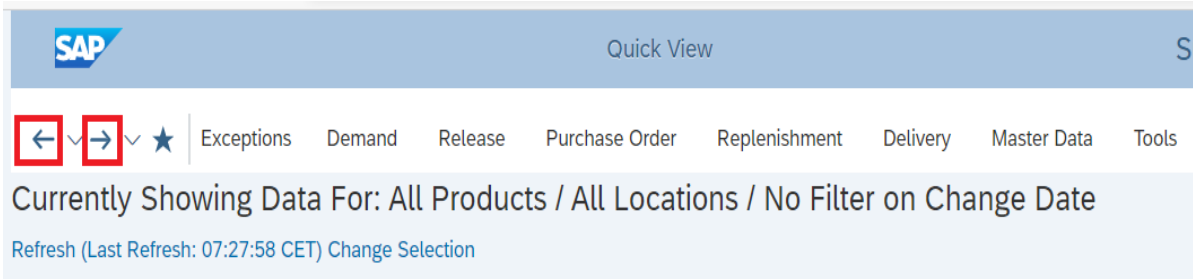 SAP
Quick View
S
Exceptions Demand Release Purchase Order Replenishment Delivery Master Data Tools
Currently Showing Data For: All Products / All Locations / No Filter on Change Date
Refresh (Last Refresh: 07:27:58 CET) Change Selection